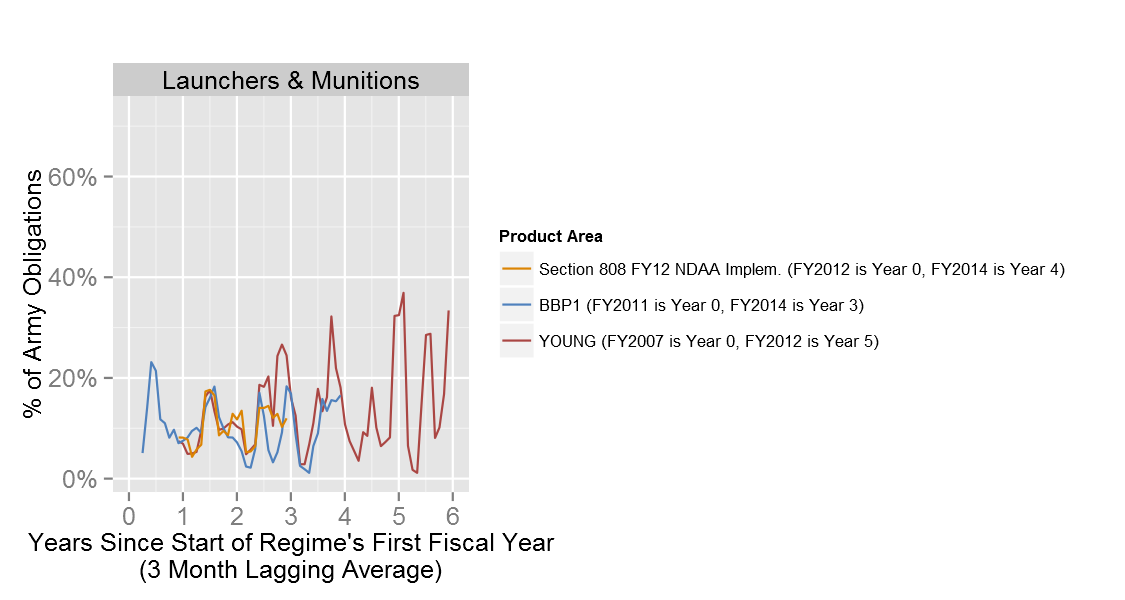 Launchers & Munitions
% of Army Obligations
60%
40%
20%
0%
0 1 2 3 4 5 6
Years Since Start of Regime's First Fiscal Year
(3 Month Lagging Average)
Product Area
Section 808 FY12 NDAA Implem. (FY2012 is Year 0, FY2014 is Year 4)
BBP1 (FY2011 is Year 0, FY2014 is Year 3)
YOUNG (FY2007 is Year 0, FY2012 is Year 5)